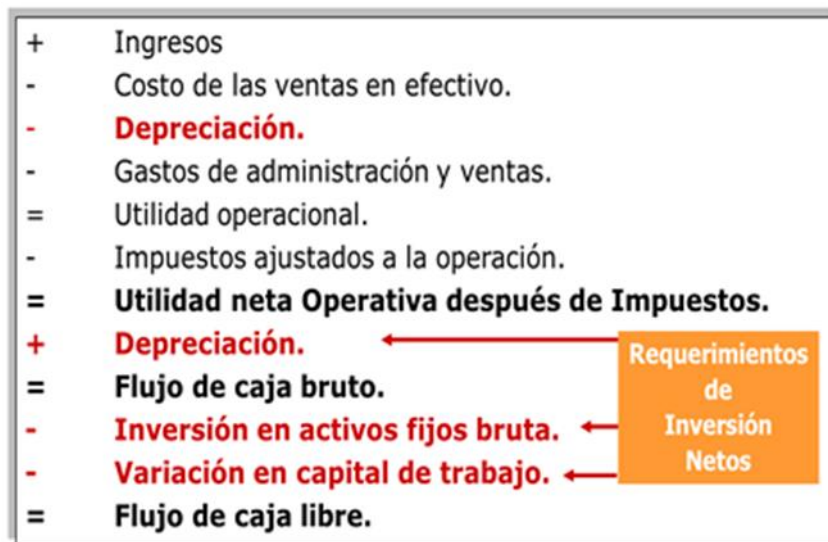 + Ingresos
- Costo de las ventas en efectivo.
- Depreciación.
- Gastos de administración y ventas.
= Utilidad operacional.
- Impuestos ajustados a la operación.
= Utilidad neta Operativa después de Impuestos.
+ Depreciación.
= Flujo de caja bruto.
- Inversión en activos fijos bruta.
- Variación en capital de trabajo.
= Flujo de caja libre.
Requerimientos
de
Inversión
Netos